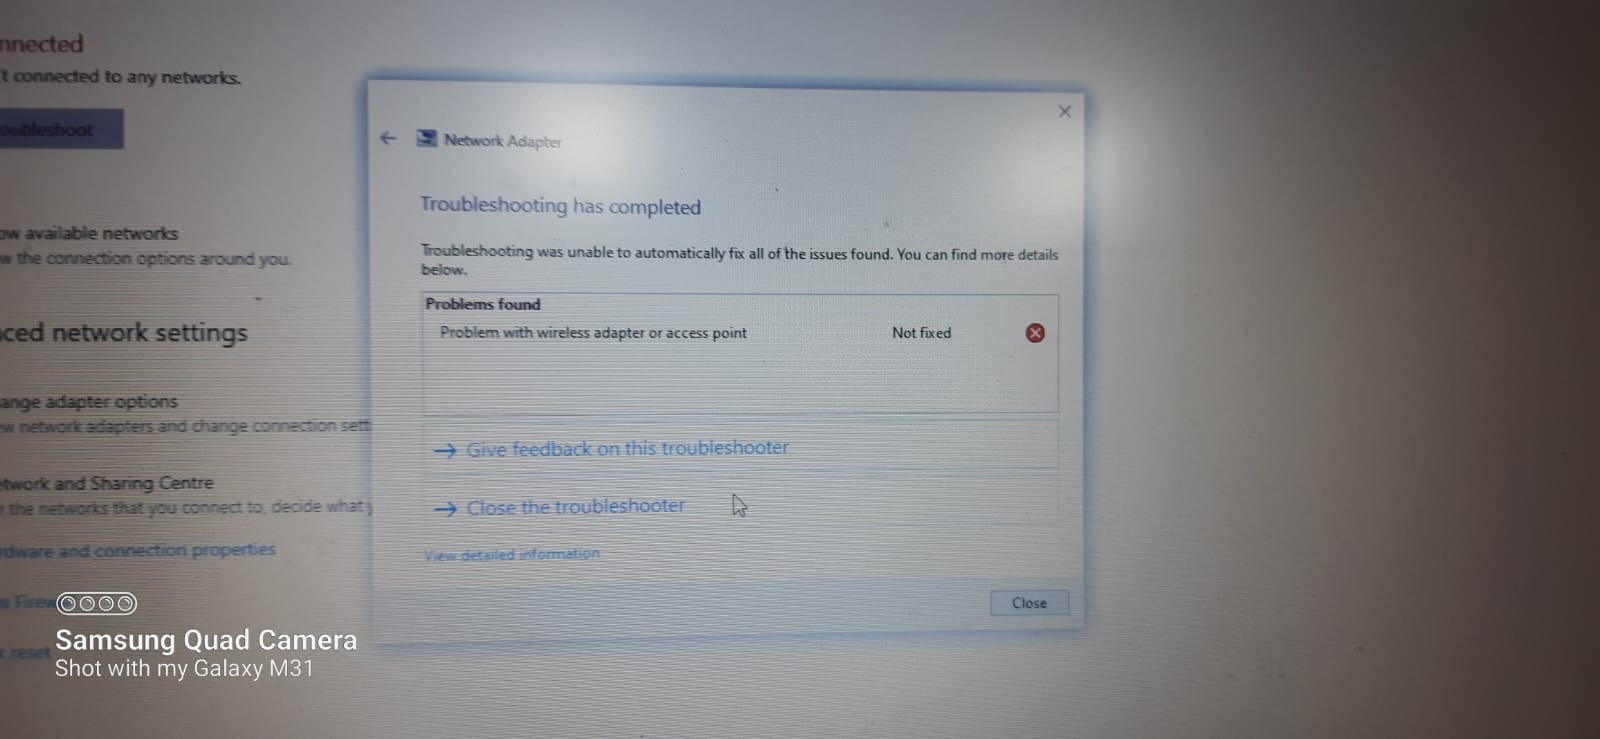 nnected
't connected to any networks.
oubleshoot
ow available networks
w the connection options around you.
ced network settings
ange adapter options
ew network adapters and change connection sett
etwork and Sharing Centre
r the networks that you connect to, decide what y
rdware and connection properties
s Firew
k reset
Network Adapter
Troubleshooting has completed
Troubleshooting was unable to automatically fix all of the issues found. You can find more details
below.
Problems found
Problem with wireless adapter or access point Not fixed
Give feedback on this troubleshooter
Close the troubleshooter
View detailed information
Close
Samsung Quad Camera
Shot with my Galaxy M31